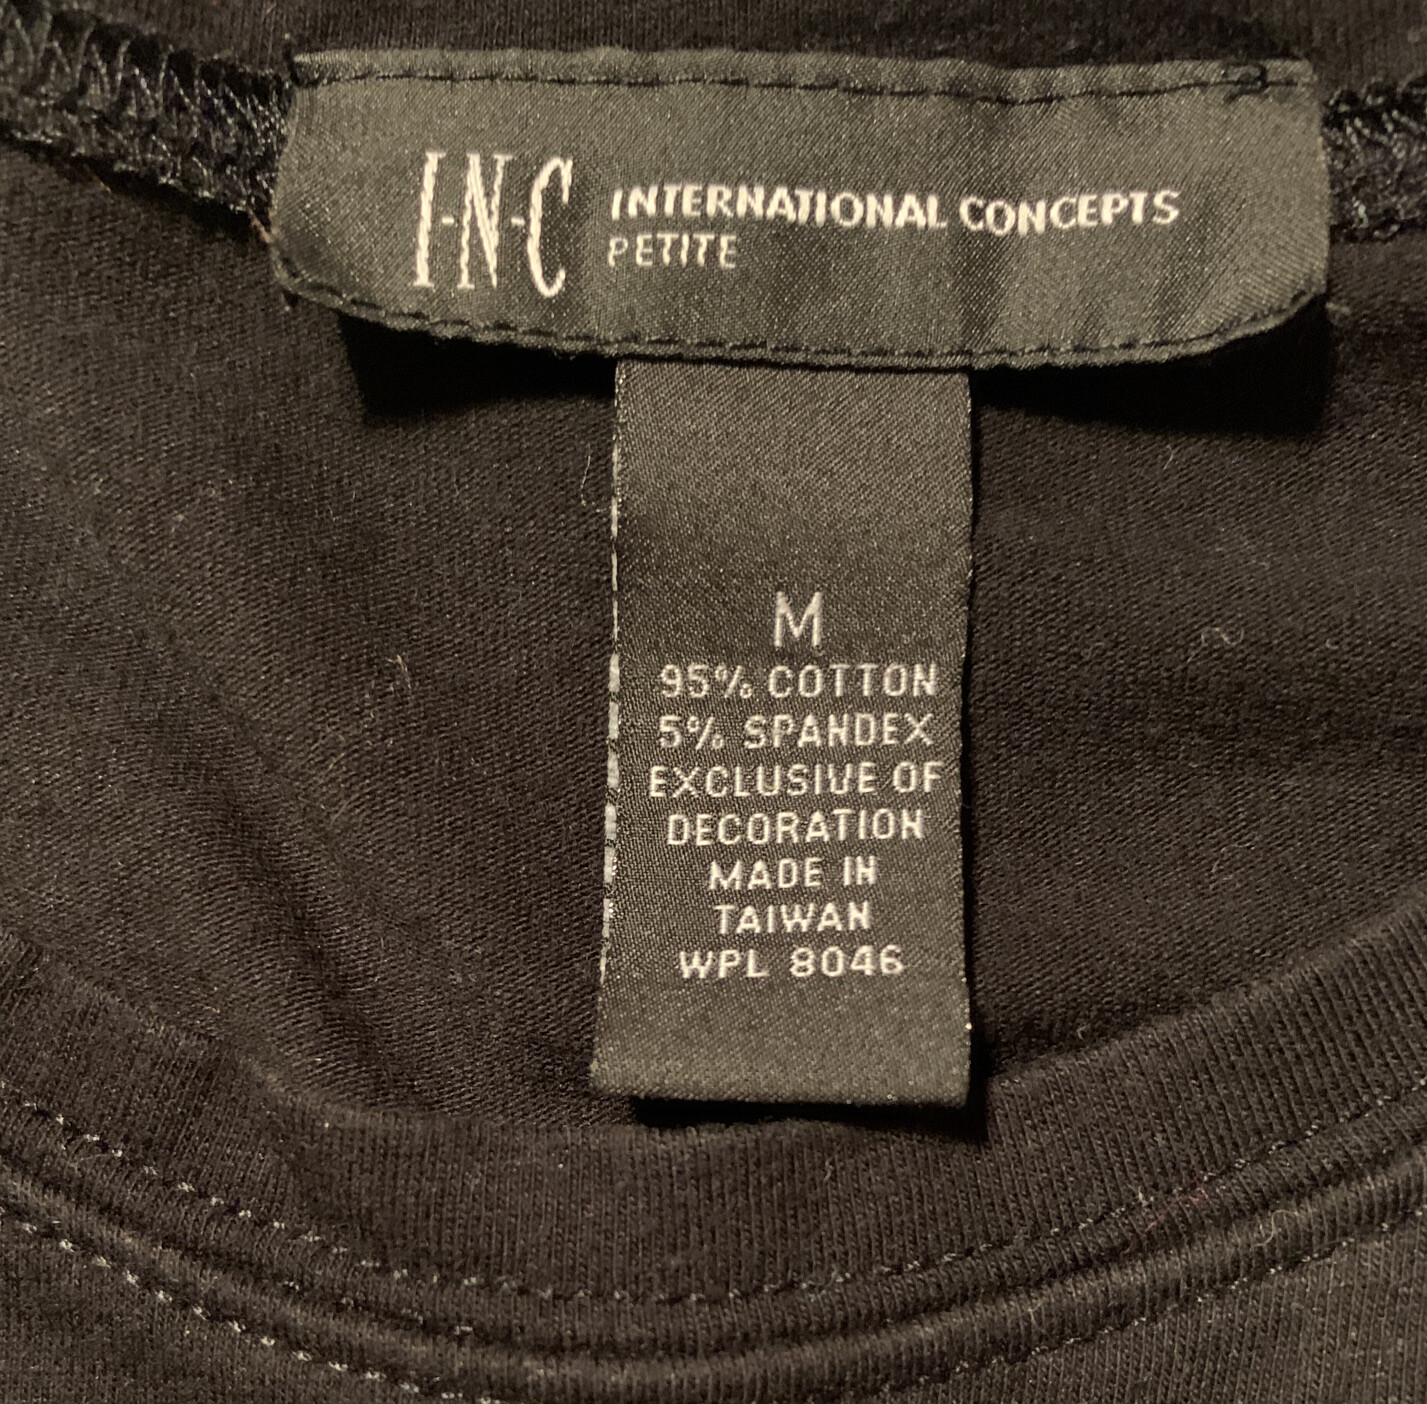 I-N-C INTERNATIONAL CONCEPTS
PETITE
M
95% COTTON
5% SPANDEX
EXCLUSIVE OF
DECORATION
MADE IN
TAIWAN
WPL 8046